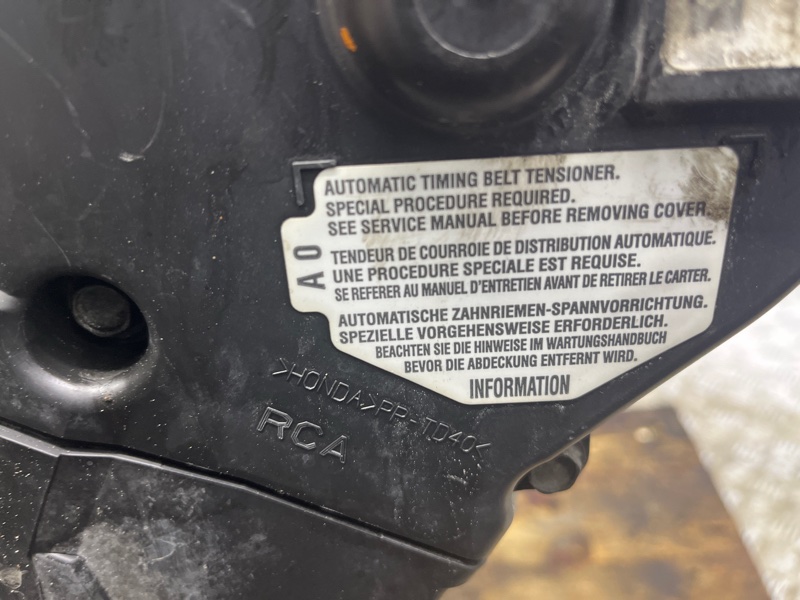 AUTOMATIC TIMING BELT TENSIONER.
SPECIAL PROCEDURE REQUIRED.
SEE SERVICE MANUAL BEFORE REMOVING COVER.
TENDEUR DE COURROIE DE DISTRIBUTION AUTOMATIQUE.
UNE PROCEDURE SPECIALE EST REQUISE.
SE REFERER AU MANUEL D'ENTRETIEN AVANT DE RETIRER LE CARTER.
AUTOMATISCHE ZAHNRIEMEN-SPANNVORRICHTUNG.
SPEZIELLE VORGEHENSWEISE ERFORDERLICH.
BEACHTEN SIE DIE HINWEISE IM WARTUNGSHANDBUCH
BEVOR DIE ABDECKUNG ENTFERNT WIRD.
INFORMATION
A0
>HONDA>PP-TD40<
RCA